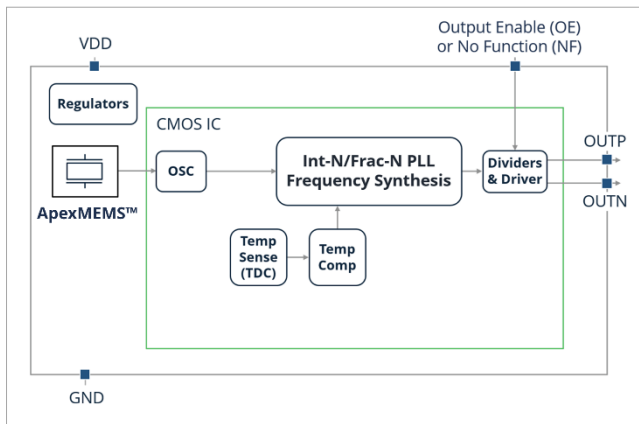 Output Enable (OE)
or No Function (NF)
VDD
Regulators
CMOS IC
ApexMEMS™
OSC
Int-N/Frac-N PLL
Frequency Synthesis
Dividers
& Driver
OUTP
OUTN
Temp
Sense
(TDC)
Temp
Comp
GND